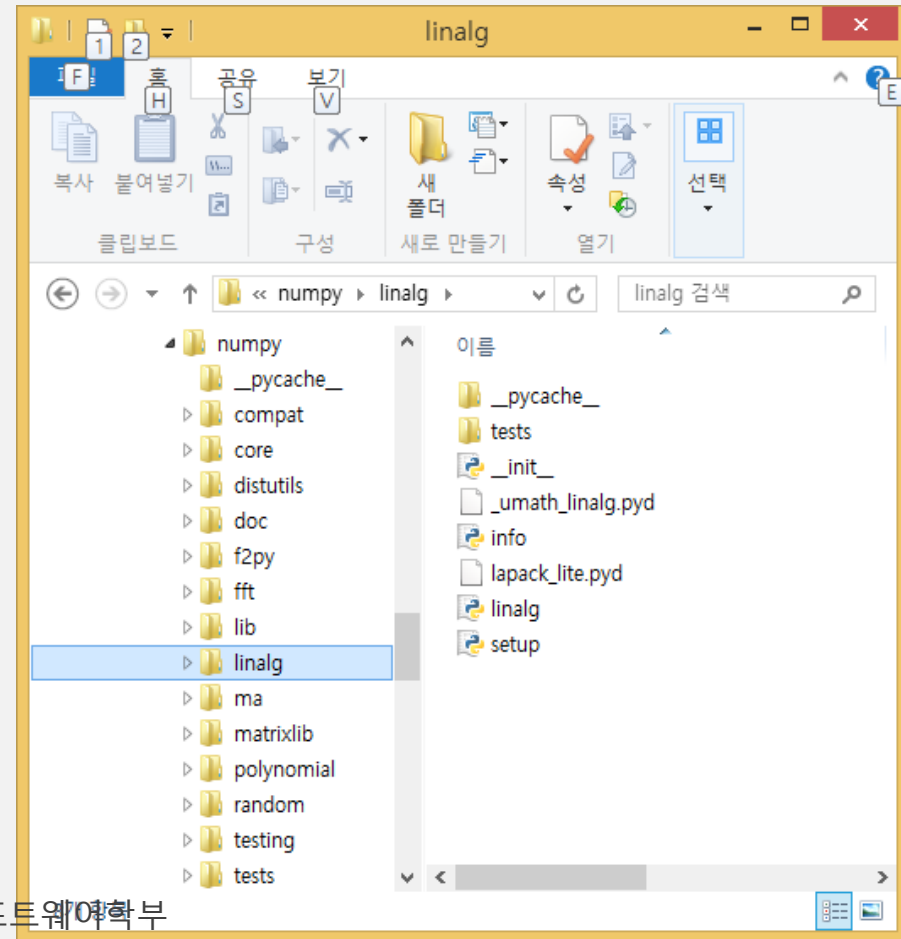 1 2 linalg
F 홈 공유 보기
H S V E
복사 붙여넣기 새 폴더 속성 선택
클립보드 구성 새로 만들기 열기
« numpy linalg linalg 검색
numpy
__pycache__
compat
core
distutils
doc
f2py
fft
lib
linalg
ma
matrixlib
polynomial
random
testing
tests
이름
__pycache__
tests
__init__
_umath_linalg.pyd
info
lapack_lite.pyd
linalg
setup